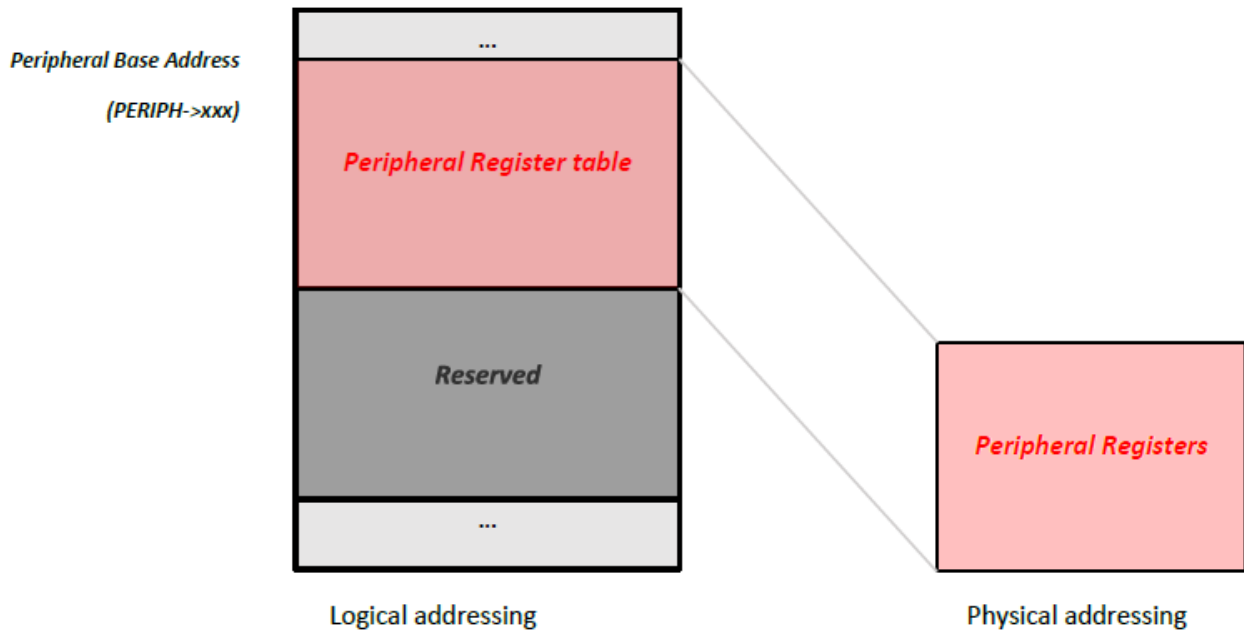 ...
Peripheral Base Address
(PERIPH->xxx)
Peripheral Register table
Reserved
Peripheral Registers
...
Logical addressing
Physical addressing